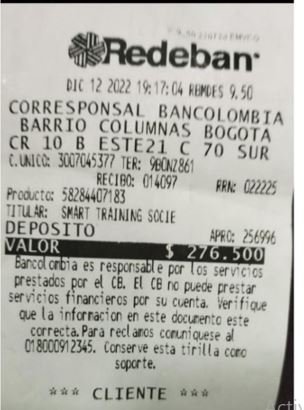 Redeban
DIC 12 2022 19:17:04 RBMDES 9.50
CORRESPONSAL BANCOLOMBIA
BARRIO COLUMNAS BOGOTA
CR 10 B ESTE21 C 70 SUR
C.UNICO: 3007045377 TER: 9BONZ861
RECIBO: 014097 RRN: 022225
Producto: 58284407183
TITULAR: SMART TRAINING SOCIE
DEPOSITO APRO: 256996
VALOR $ 276.500
Bancolombia es responsable por los servicios
prestados por el CB. El CB no puede prestar
servicios financieros por su cuenta. Verifique
que la informacion en este documento este
correcta. Para reclamos comuniquese al
018000912345. Conserve esta tirilla como
soporte.
*** CLIENTE ***